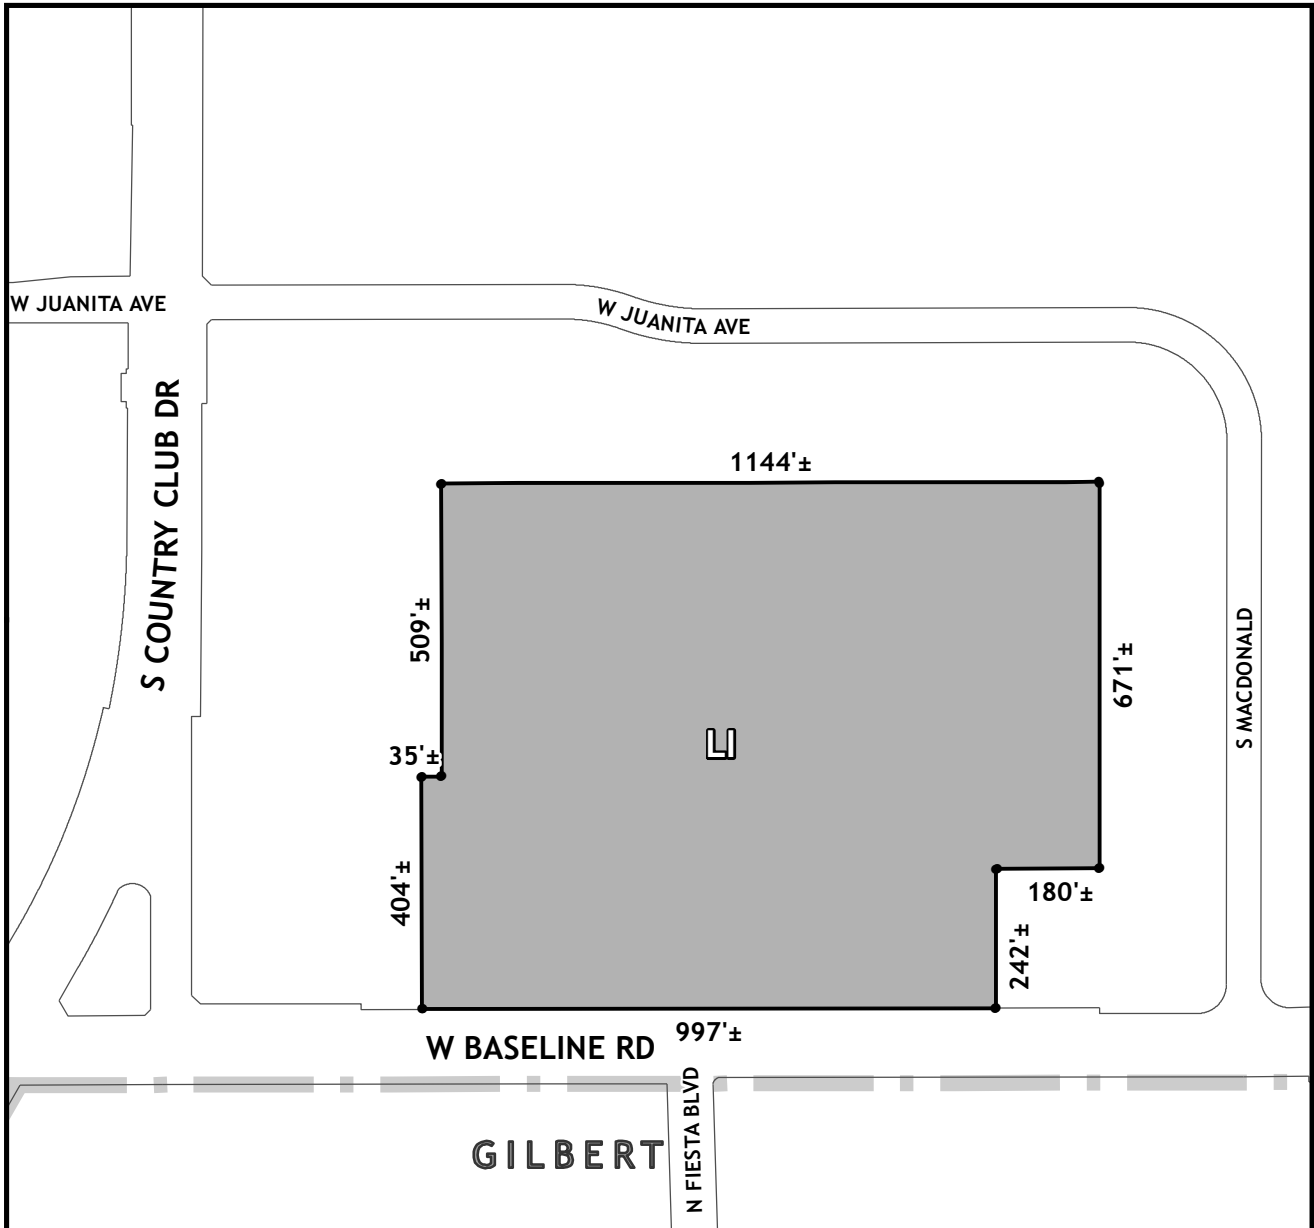 W JUANITA AVE
W JUANITA AVE
S COUNTRY CLUB DR
1144'±
509'±
671'±
S MACDONALD
LI
35'±
404'±
180'±
242'±
997'±
W BASELINE RD
N FIESTA BLVD
GILBERT